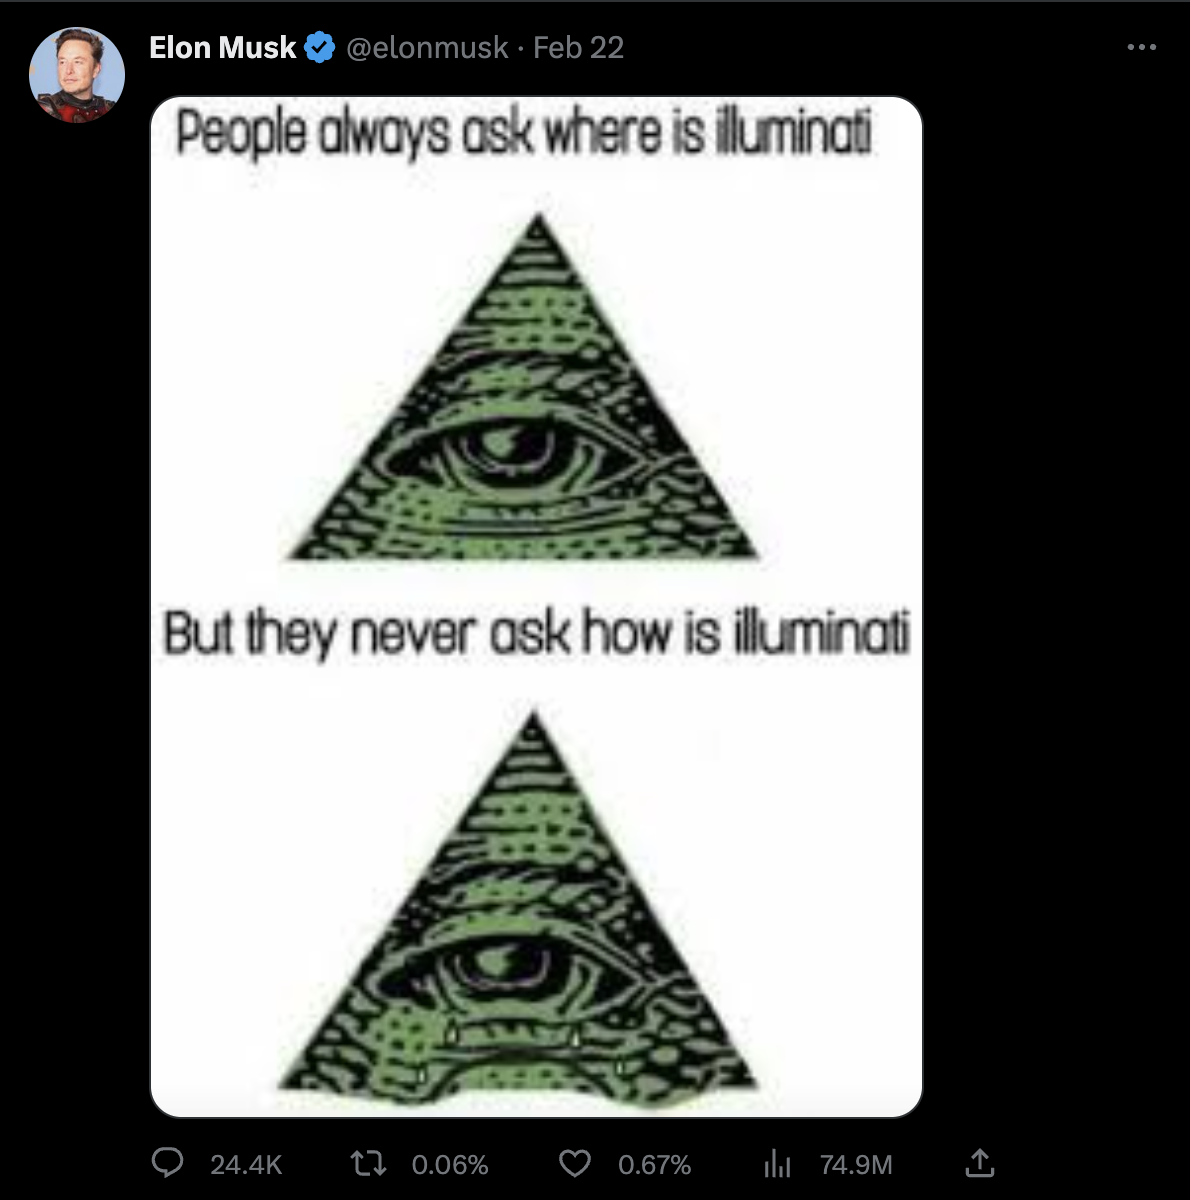 Elon Musk @elonmusk · Feb 22
People always ask where is illuminati
But they never ask how is illuminati
24.4K 0.06% 0.67% 74.9M